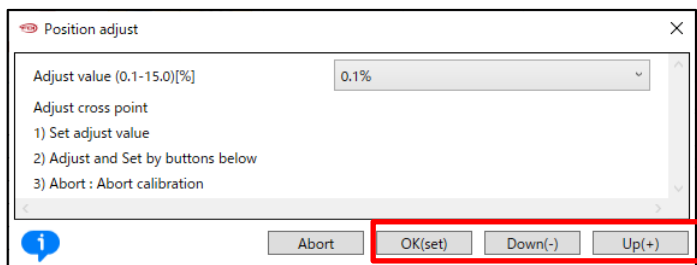 Position adjust
Adjust value (0.1-15.0)[%] 0.1%
Adjust cross point
1) Set adjust value
2) Adjust and Set by buttons below
3) Abort : Abort calibration
Abort OK(set) Down(-) Up(+)